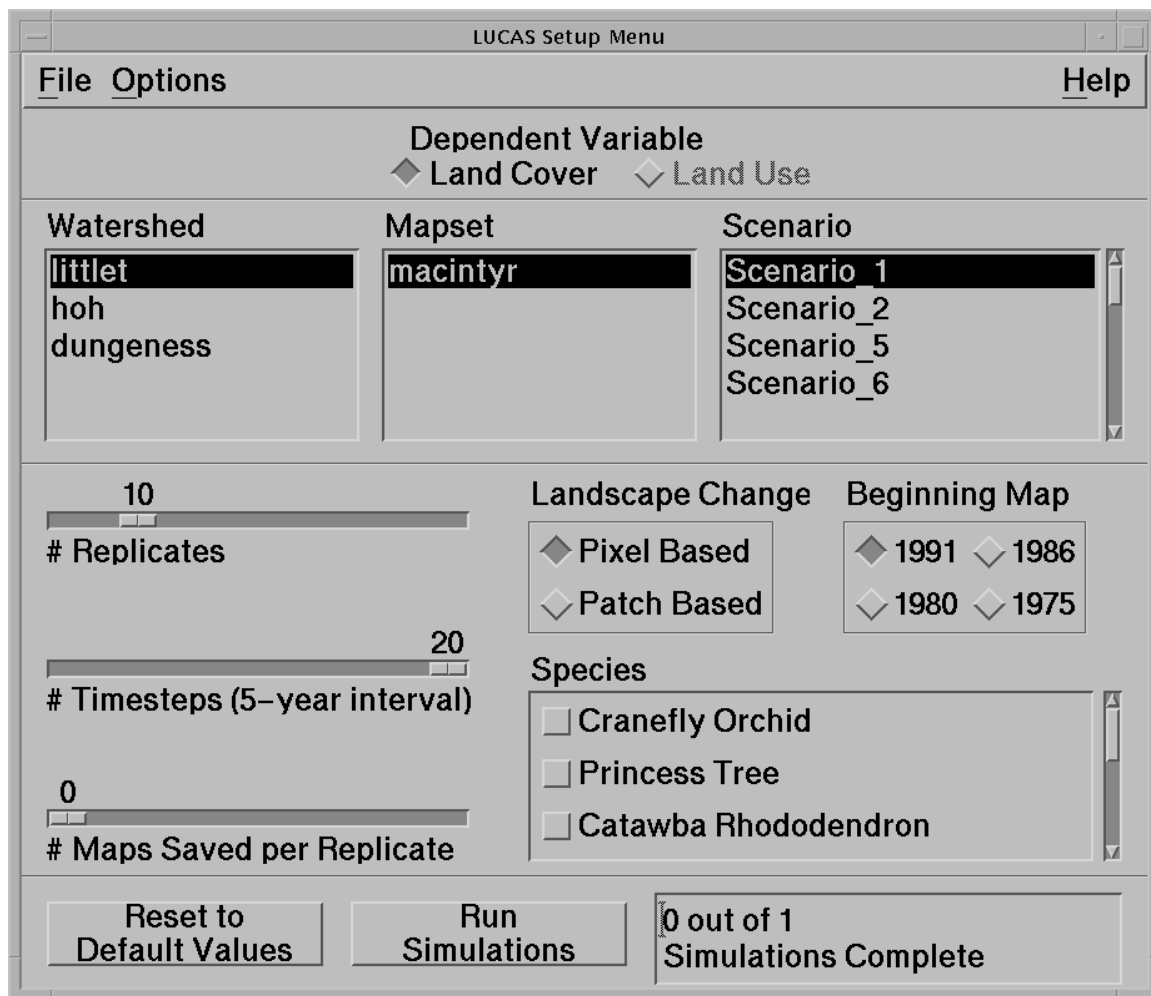 LUCAS Setup Menu
File Options Help
Dependent Variable
Land Cover Land Use
Watershed Mapset Scenario
littlet macintyr Scenario_1
hoh Scenario_2
dungeness Scenario_5
Scenario_6
10
# Replicates
20
# Timesteps (5-year interval)
0
# Maps Saved per Replicate
Landscape Change
Pixel Based
Patch Based
Beginning Map
1991 1986
1980 1975
Species
Cranefly Orchid
Princess Tree
Catawba Rhododendron
Reset to
Default Values
Run
Simulations
0 out of 1
Simulations Complete